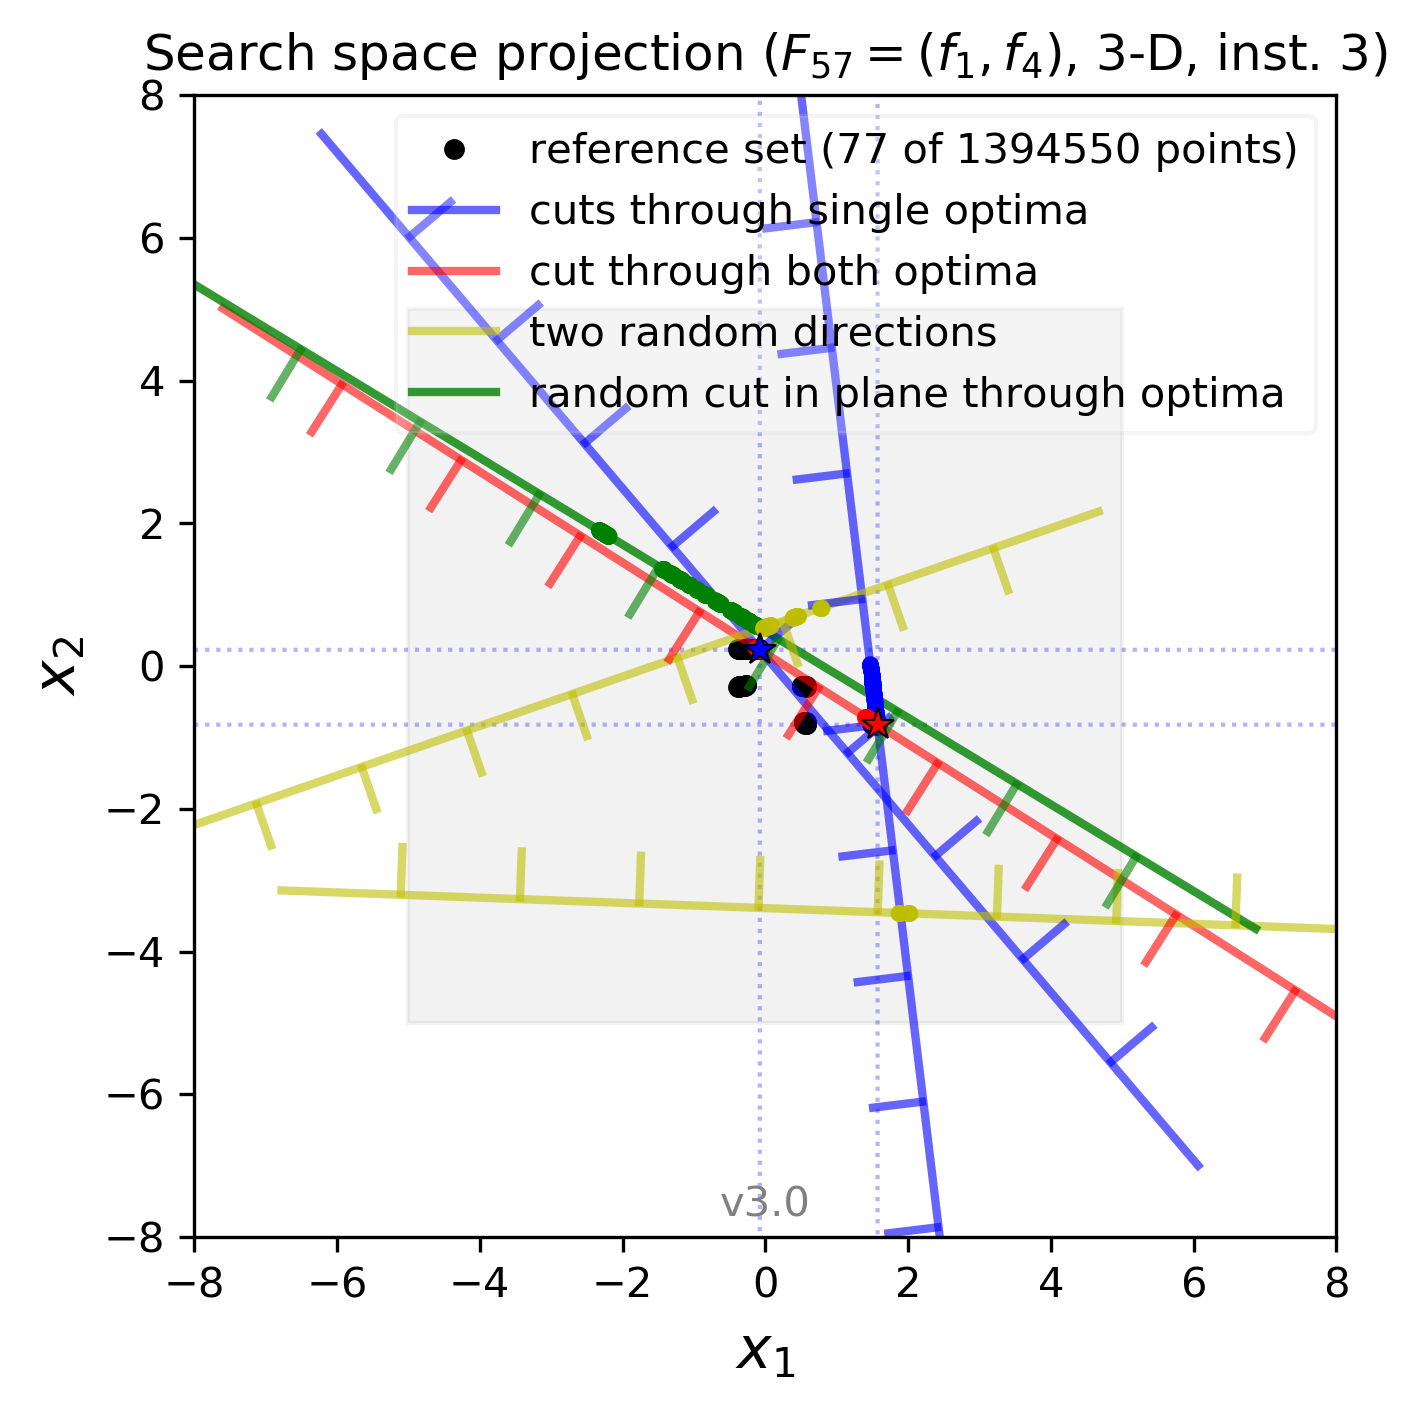 Search space projection (F57 = (f1, f4), 3-D, inst. 3)
reference set (77 of 1394550 points)
cuts through single optima
cut through both optima
two random directions
random cut in plane through optima
8
6
4
2
0
−2
−4
−6
−8
x2
v3.0
−8 −6 −4 −2 0 2 4 6 8
x1